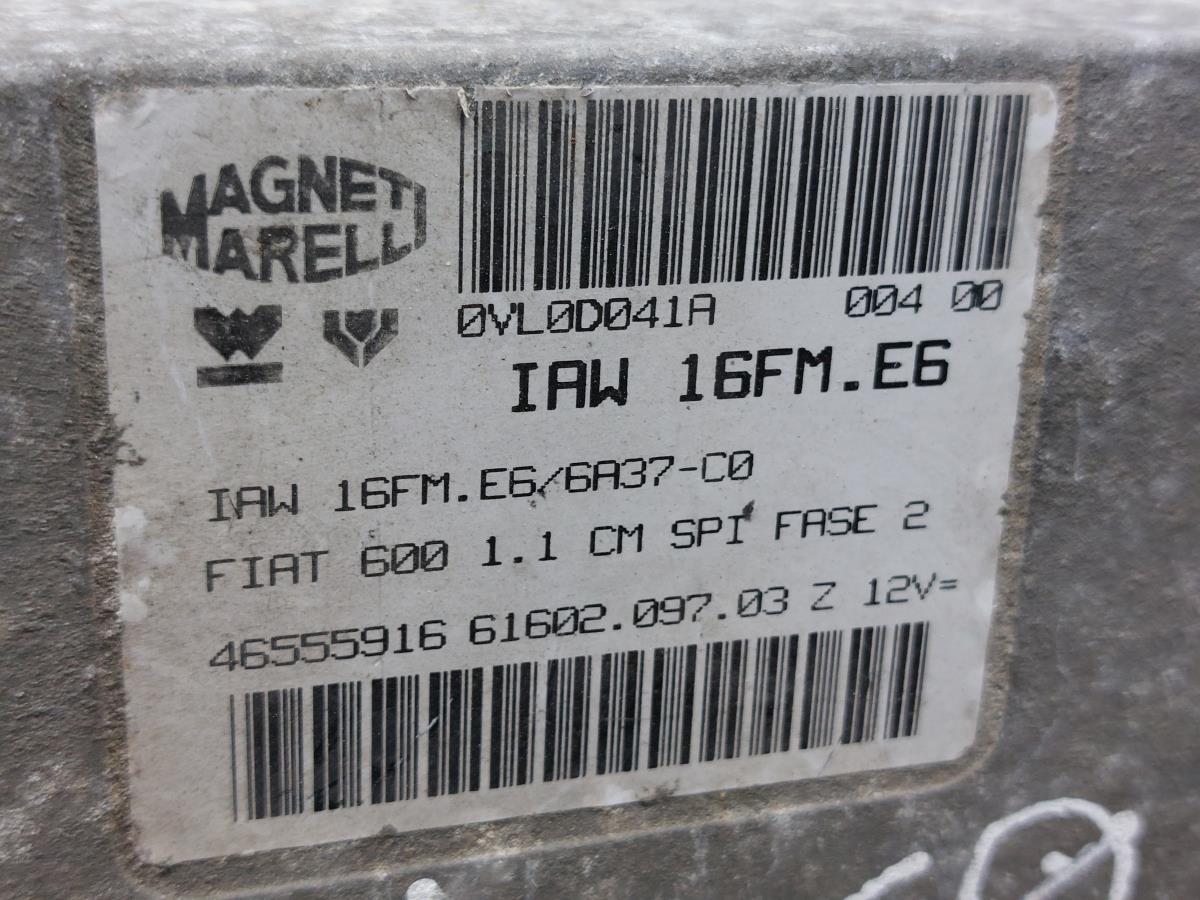 MAGNETI
MARELLI
0VL0D041A 004 00
IAW 16FM.E6
IAW 16FM.E6/6A37-C0
FIAT 600 1.1 CM SPI FASE 2
46555916 61602.097.03 Z 12V=